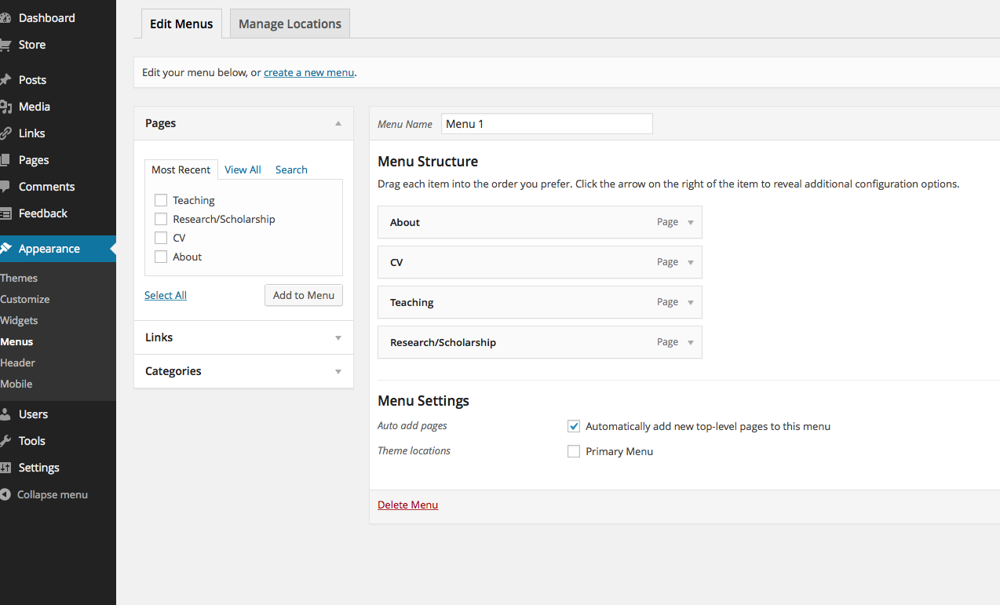 Dashboard
Store
Posts
Media
Links
Pages
Comments
Feedback
Appearance
Themes
Customize
Widgets
Menus
Header
Mobile
Users
Tools
Settings
Collapse menu
Edit Menus Manage Locations
Edit your menu below, or create a new menu.
Pages
Most Recent View All Search
Teaching
Research/Scholarship
CV
About
Select All Add to Menu
Links
Categories
Menu Name Menu 1
Menu Structure
Drag each item into the order you prefer. Click the arrow on the right of the item to reveal additional configuration options.
About Page
CV Page
Teaching Page
Research/Scholarship Page
Menu Settings
Auto add pages Automatically add new top-level pages to this menu
Theme locations Primary Menu
Delete Menu